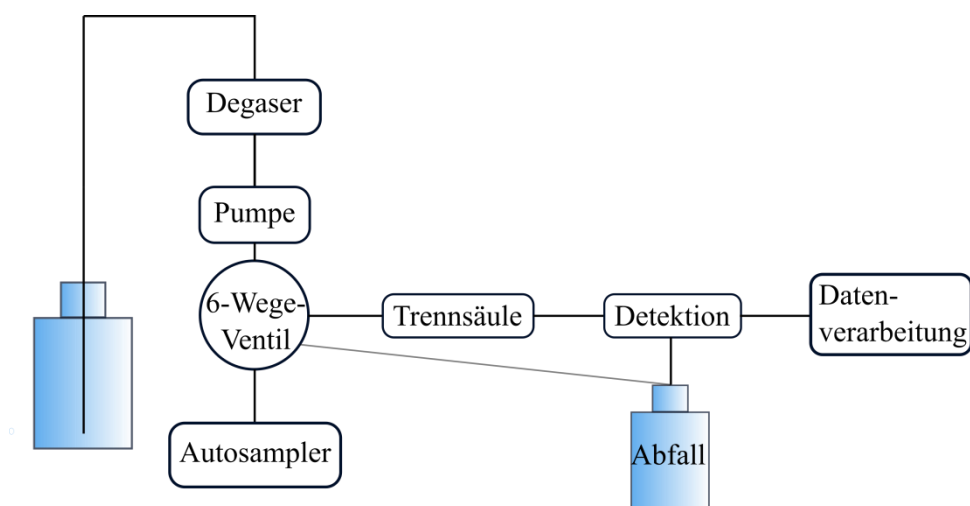 Degaser
Pumpe
6-Wege-
Ventil
Trennsäule
Detektion
Daten-
verarbeitung
Autosampler
Abfall